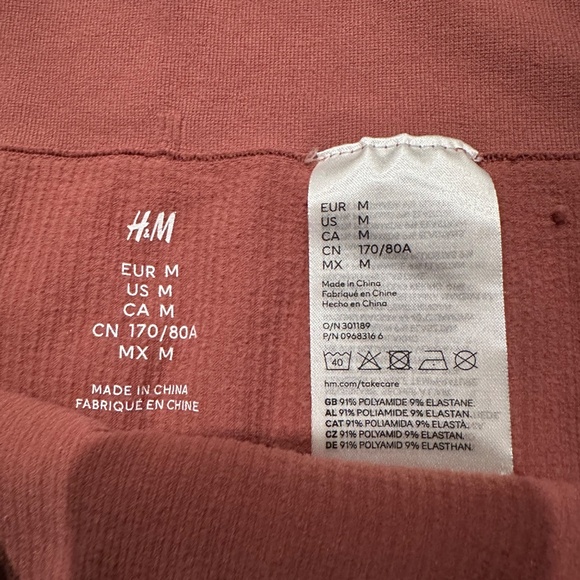 H&M
EUR M
US M
CA M
CN 170/80A
MX M
MADE IN CHINA
FABRIQUÉ EN CHINE
EUR M
US M
CA M
CN 170/80A
MX M
Made in China
Fabriqué en Chine
Hecho en China
O/N 301189
P/N 0968316 6
40
hm.com/takecare
GB 91% POLYAMIDE 9% ELASTANE.
AL 91% POLIAMIDE 9% ELASTAN.
CAT 91% POLIAMIDA 9% ELASTÀ.
CZ 91% POLYAMID 9% ELASTAN.
DE 91% POLYAMID 9% ELASTHAN.